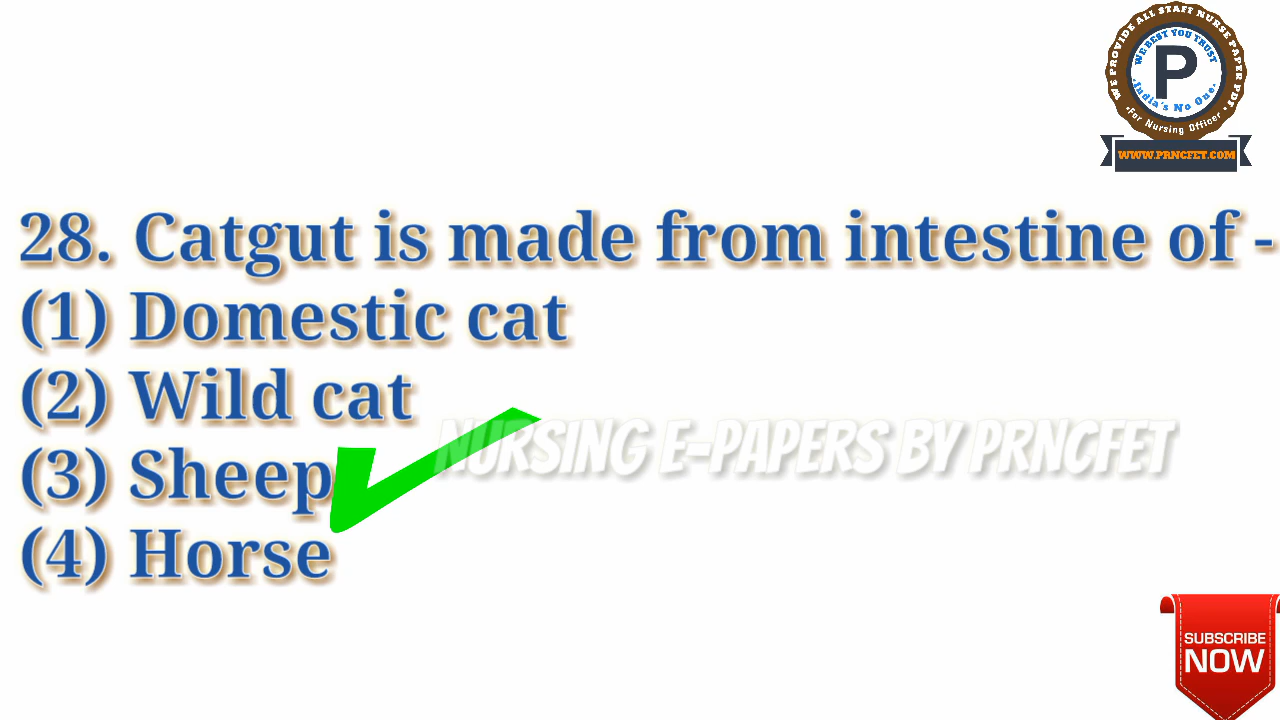 WE PROVIDE ALL STAFF NURSE PAPER PDF
WE BEST YOU TRUST
P
India's No One
For Nursing Officer
WWW.PRNCFET.COM
28. Catgut is made from intestine of -
(1) Domestic cat
(2) Wild cat
NURSING E-PAPERS BY PRNCFET
(3) Sheep
(4) Horse
SUBSCRIBE
NOW